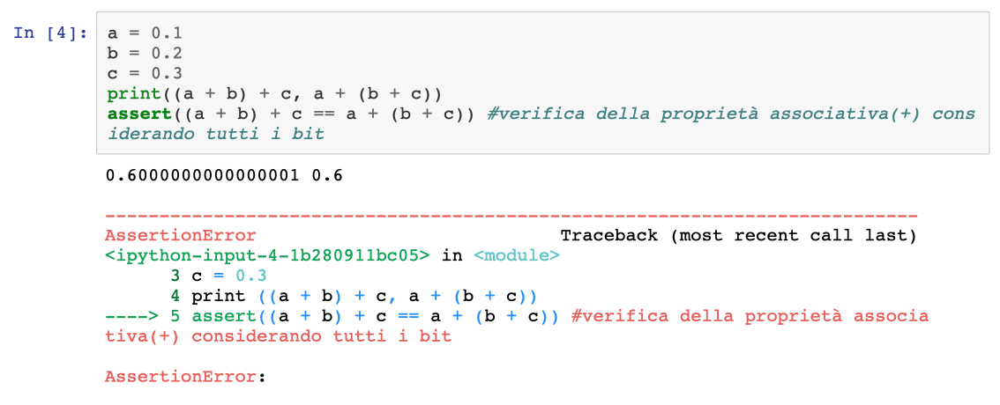 In [4]: a = 0.1
b = 0.2
c = 0.3
print((a + b) + c, a + (b + c))
assert((a + b) + c == a + (b + c)) #verifica della proprietà associativa(+) cons
iderando tutti i bit
0.6000000000000001 0.6
---------------------------------------------------------------------------
AssertionError                            Traceback (most recent call last)
<ipython-input-4-1b280911bc05> in <module>
      3 c = 0.3
      4 print ((a + b) + c, a + (b + c))
----> 5 assert((a + b) + c == a + (b + c)) #verifica della proprietà associa
tiva(+) considerando tutti i bit
AssertionError: